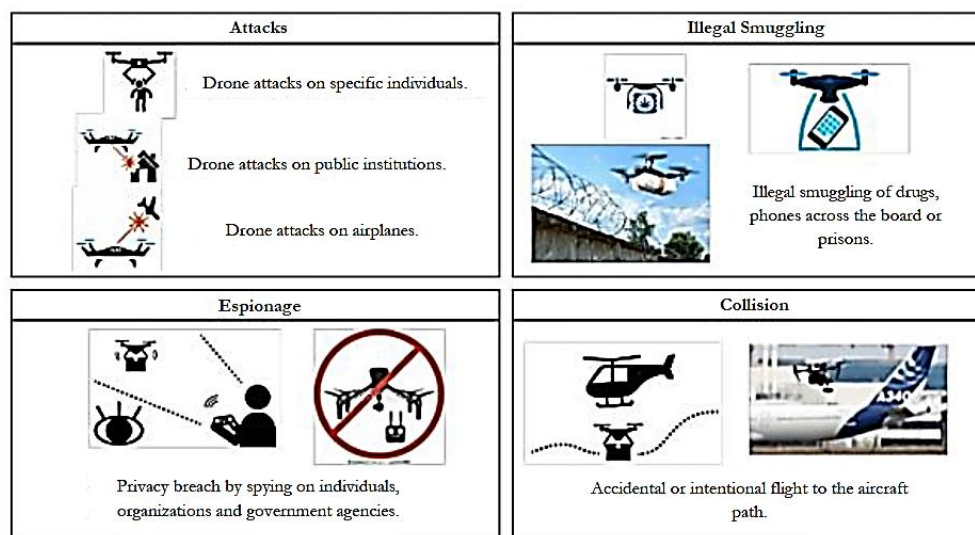 Attacks
Drone attacks on specific individuals.
Drone attacks on public institutions.
Drone attacks on airplanes.
Illegal Smuggling
Illegal smuggling of drugs,
phones across the board or
prisons.
Espionage
Privacy breach by spying on individuals,
organizations and government agencies.
Collision
A340
Accidental or intentional flight to the aircraft
path.